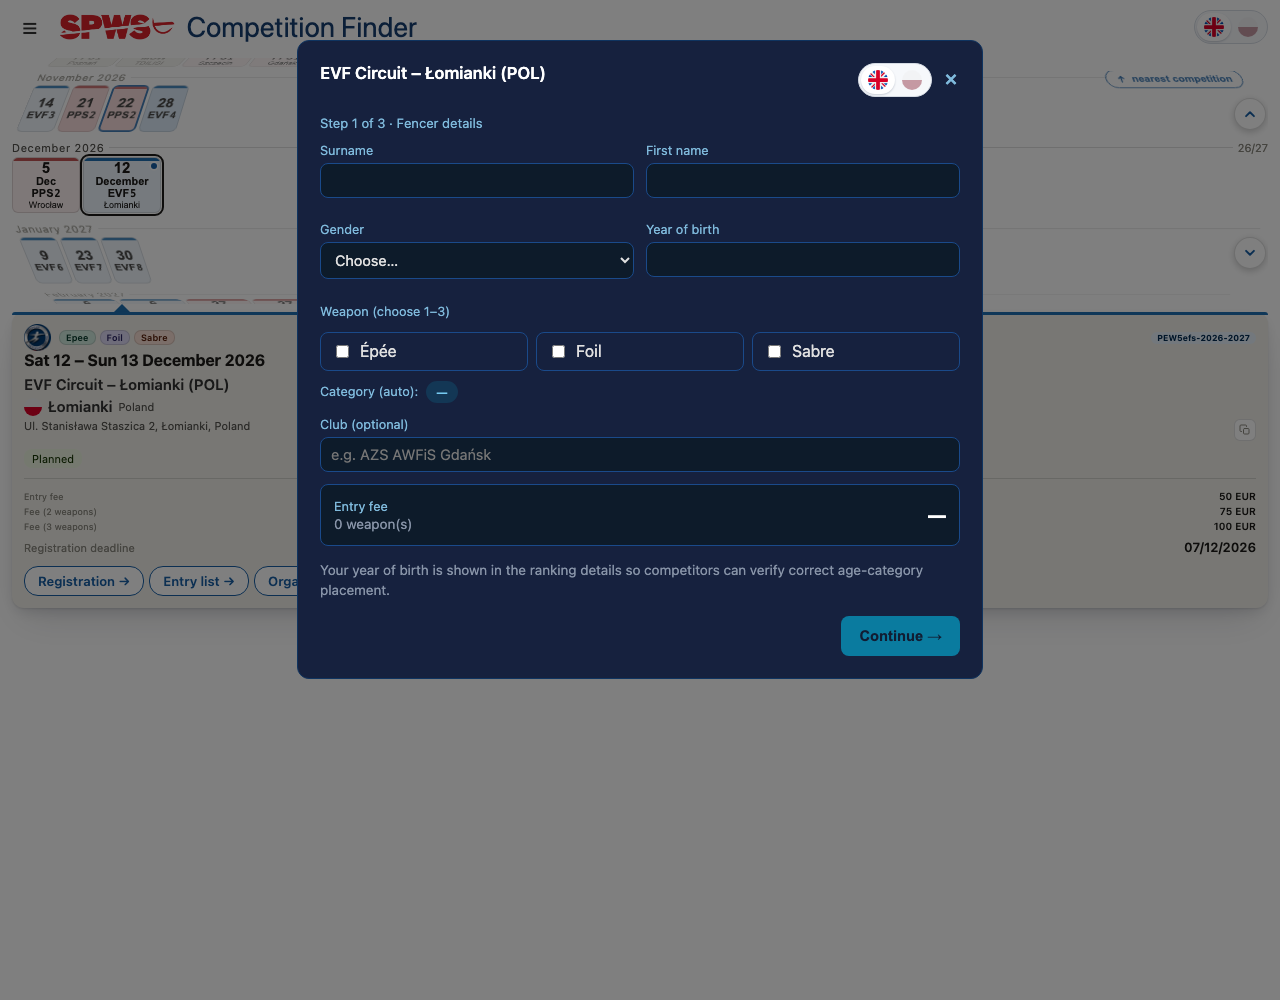 SPWS Competition Finder
November 2026
nearest competition
14
EVF3
21
PPS2
22
PPS2
28
EVF4
December 2026
26/27
5
Dec
PPS2
Wrocław
12
December
EVF5
Łomianki
January 2027
9
EVF6
23
EVF7
30
EVF8
February 2027
Epee
Foil
Sabre
PEW5efs-2026-2027
Sat 12 – Sun 13 December 2026
EVF Circuit – Łomianki (POL)
Łomianki Poland
Ul. Stanisława Staszica 2, Łomianki, Poland
Planned
Entry fee
50 EUR
Fee (2 weapons)
75 EUR
Fee (3 weapons)
100 EUR
Registration deadline
07/12/2026
Registration →
Entry list →
Orga
EVF Circuit – Łomianki (POL)
×
Step 1 of 3 · Fencer details
Surname
First name
Gender
Year of birth
Choose...
Weapon (choose 1–3)
Épée
Foil
Sabre
Category (auto): —
Club (optional)
e.g. AZS AWFiS Gdańsk
Entry fee
0 weapon(s)
—
Your year of birth is shown in the ranking details so competitors can verify correct age-category
placement.
Continue →